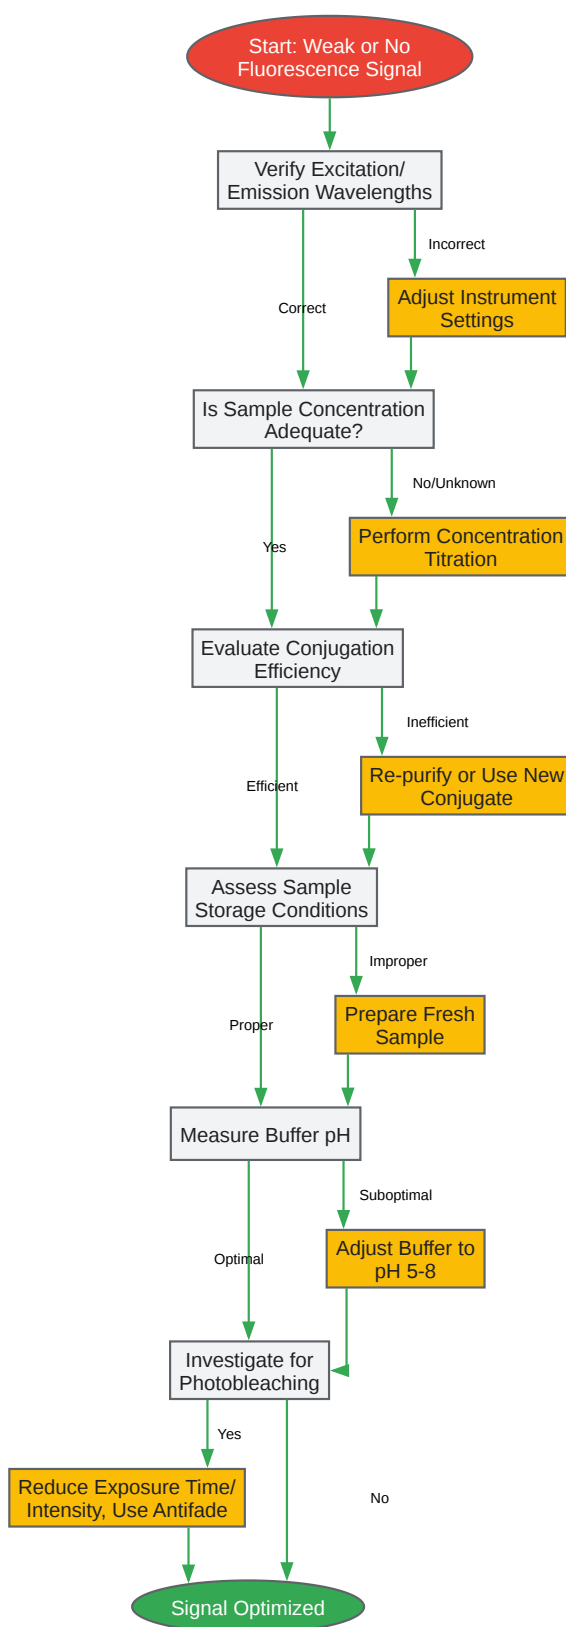 Start: Weak or No
Fluorescence Signal
Verify Excitation/
Emission Wavelengths
Incorrect
Correct
Adjust Instrument
Settings
Is Sample Concentration
Adequate?
No/Unknown
Yes
Perform Concentration
Titration
Evaluate Conjugation
Efficiency
Inefficient
Efficient
Re-purify or Use New
Conjugate
Assess Sample
Storage Conditions
Improper
Proper
Prepare Fresh
Sample
Measure Buffer pH
Suboptimal
Optimal
Adjust Buffer to
pH 5-8
Investigate for
Photobleaching
Yes
No
Reduce Exposure Time/
Intensity, Use Antifade
Signal Optimized